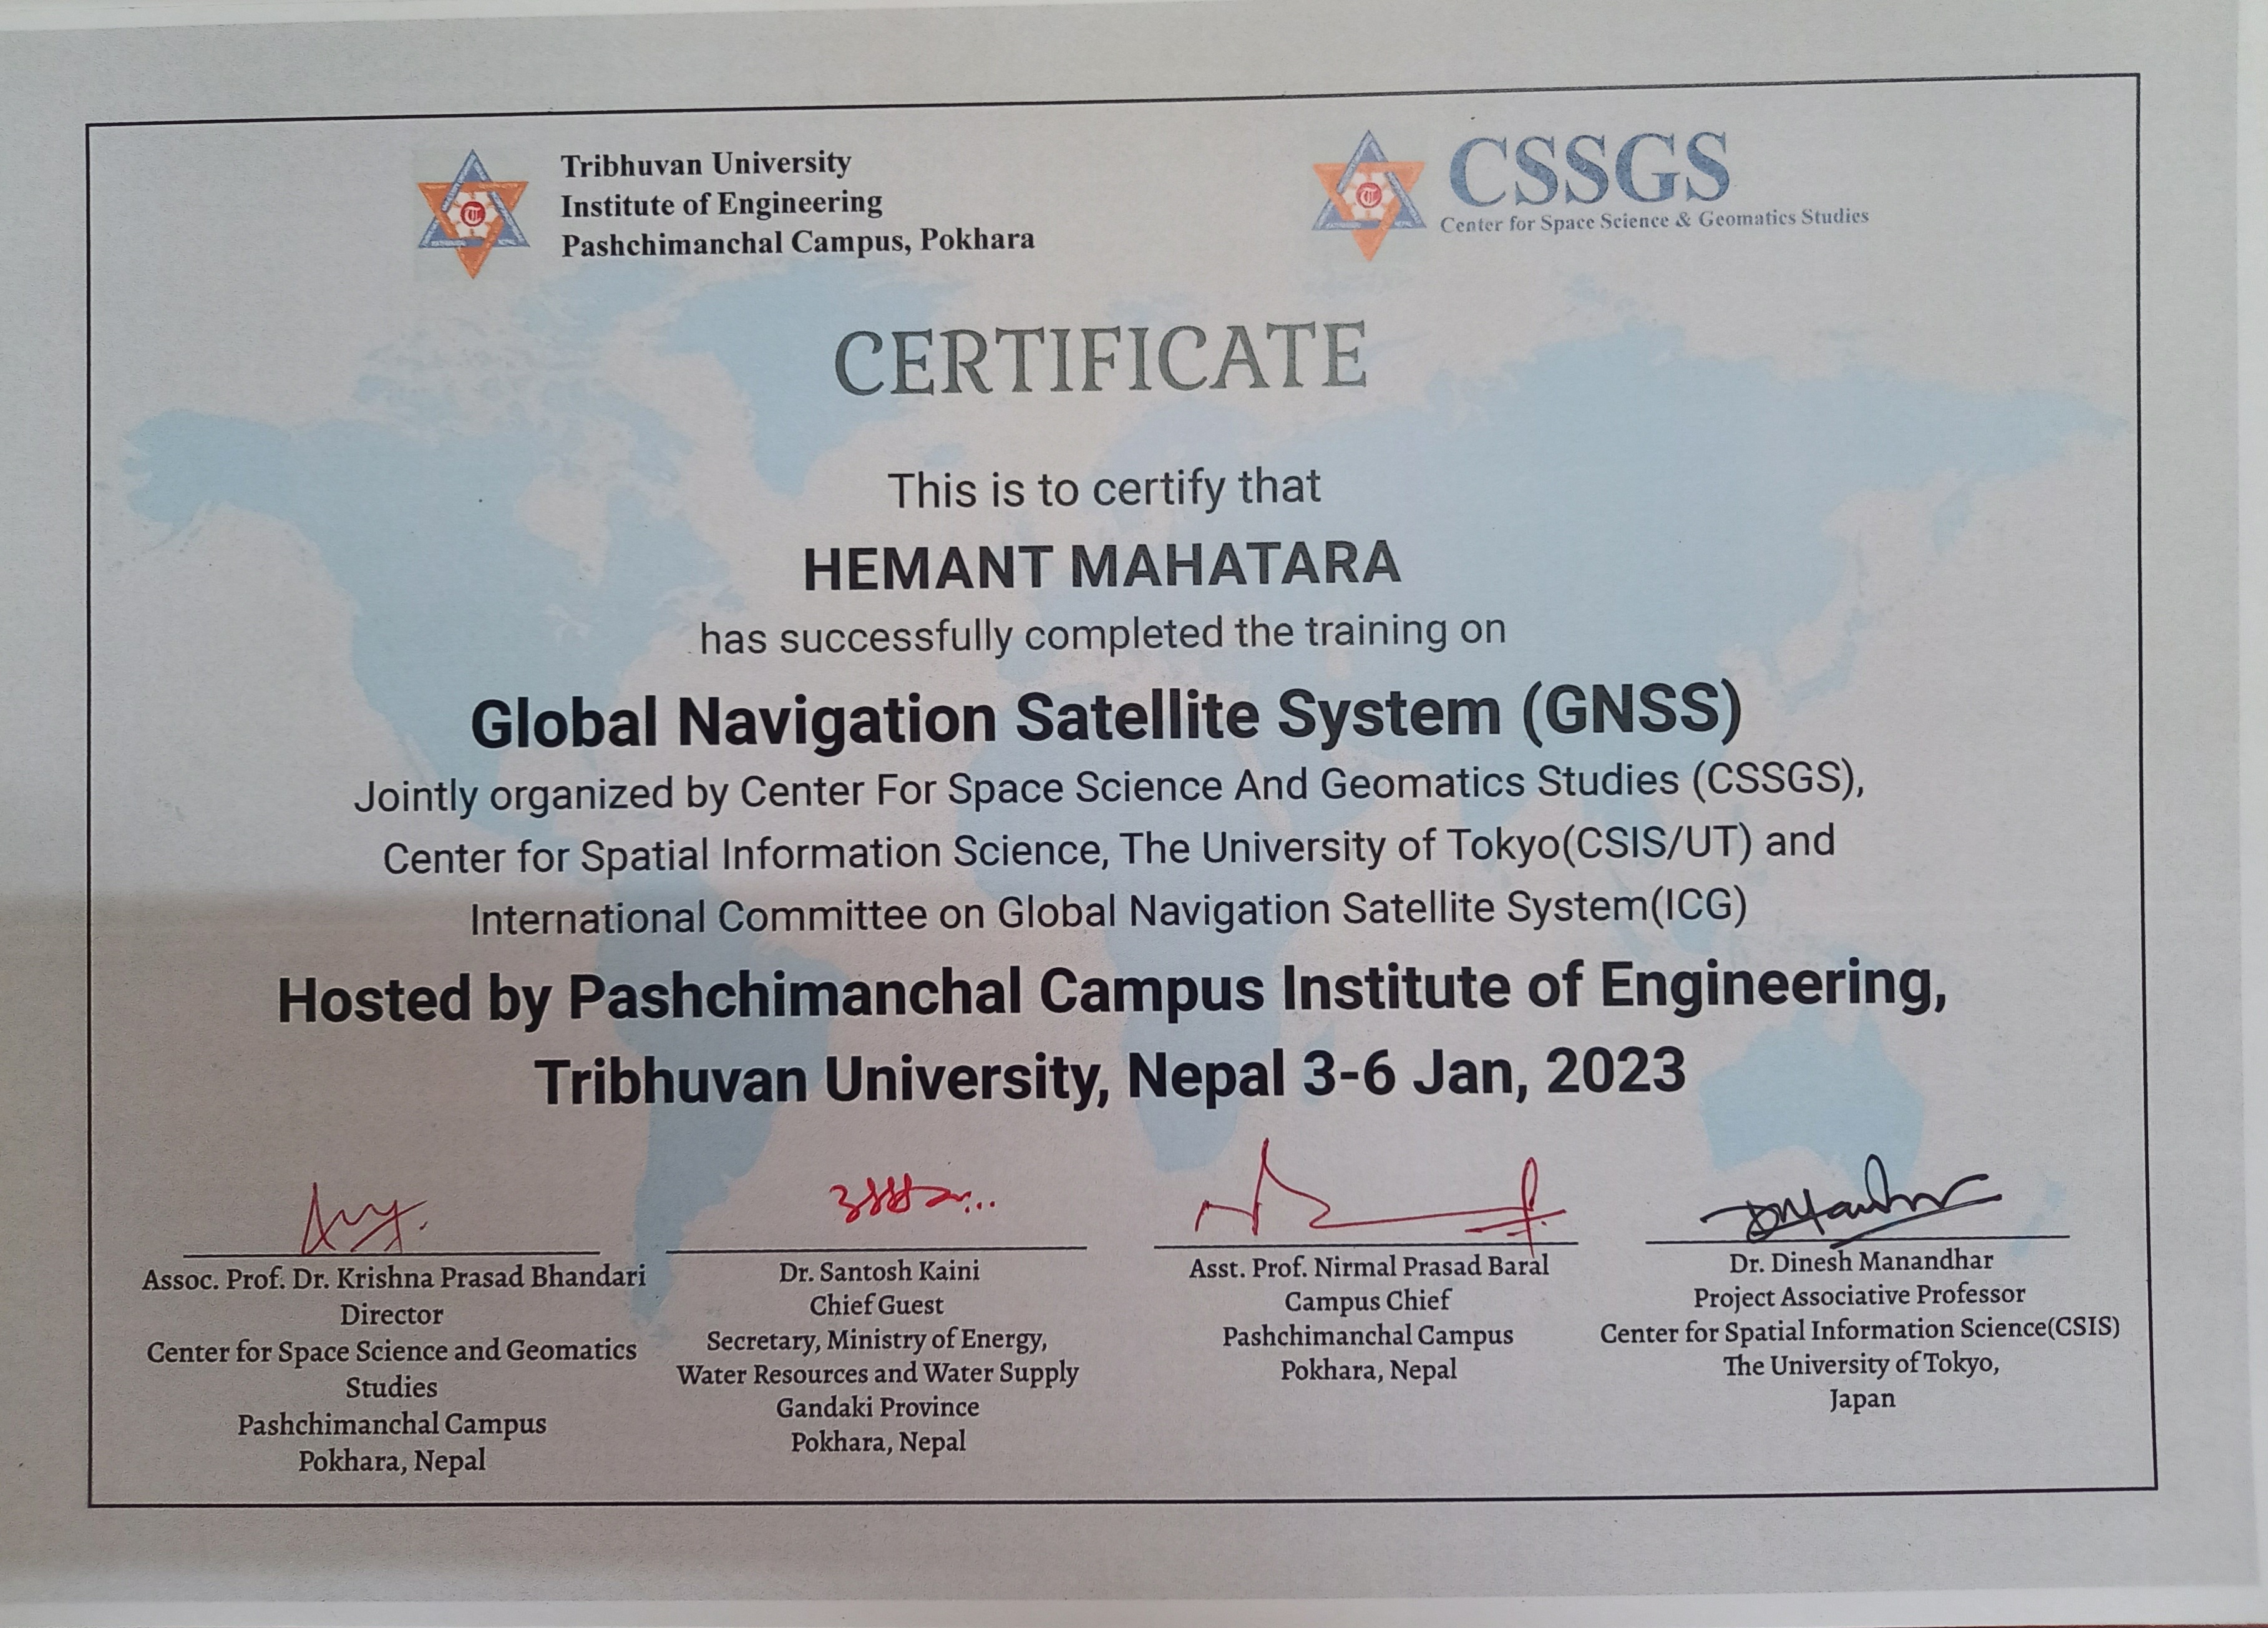 Tribhuvan University
Institute of Engineering
Pashchimanchal Campus, Pokhara
CSSGS
Center for Space Science & Geomatics Studies
CERTIFICATE
This is to certify that
HEMANT MAHATARA
has successfully completed the training on
Global Navigation Satellite System (GNSS)
Jointly organized by Center For Space Science And Geomatics Studies (CSSGS),
Center for Spatial Information Science, The University of Tokyo(CSIS/UT) and
International Committee on Global Navigation Satellite System(ICG)
Hosted by Pashchimanchal Campus Institute of Engineering,
Tribhuvan University, Nepal 3-6 Jan, 2023
Assoc. Prof. Dr. Krishna Prasad Bhandari
Director
Center for Space Science and Geomatics
Studies
Pashchimanchal Campus
Pokhara, Nepal
Dr. Santosh Kaini
Chief Guest
Secretary, Ministry of Energy,
Water Resources and Water Supply
Gandaki Province
Pokhara, Nepal
Asst. Prof. Nirmal Prasad Baral
Campus Chief
Pashchimanchal Campus
Pokhara, Nepal
Dr. Dinesh Manandhar
Project Associative Professor
Center for Spatial Information Science(CSIS)
The University of Tokyo,
Japan